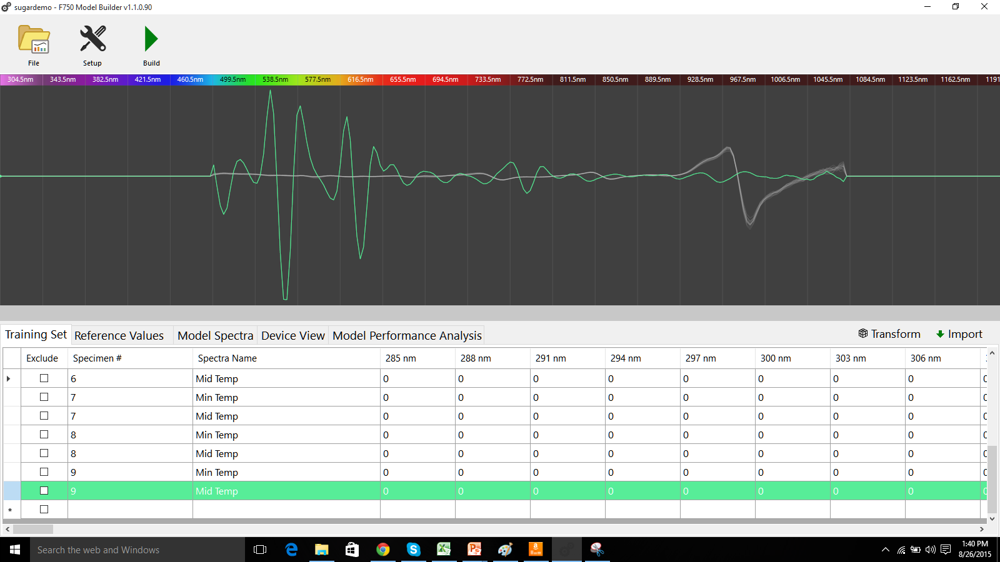 sugardemo - F750 Model Builder v1.1.0.90
File Setup Build
304.5nm 343.5nm 382.5nm 421.5nm 460.5nm 499.5nm 538.5nm 577.5nm 616.5nm 655.5nm 694.5nm 733.5nm 772.5nm 811.5nm 850.5nm 889.5nm 928.5nm 967.5nm 1006.5nm 1045.5nm 1084.5nm 1123.5nm 1162.5nm 1191
Training Set Reference Values Model Spectra Device View Model Performance Analysis Transform Import
Exclude Specimen # Spectra Name 285 nm 288 nm 291 nm 294 nm 297 nm 300 nm 303 nm 306 nm
6 Mid Temp 0 0 0 0 0 0 0 0 0
7 Min Temp 0 0 0 0 0 0 0 0 0
7 Mid Temp 0 0 0 0 0 0 0 0 0
8 Min Temp 0 0 0 0 0 0 0 0 0
8 Mid Temp 0 0 0 0 0 0 0 0 0
9 Min Temp 0 0 0 0 0 0 0 0 0
9 Mid Temp 0 0 0 0 0 0 0 0 0
*
Search the web and Windows
1:40 PM
8/26/2015